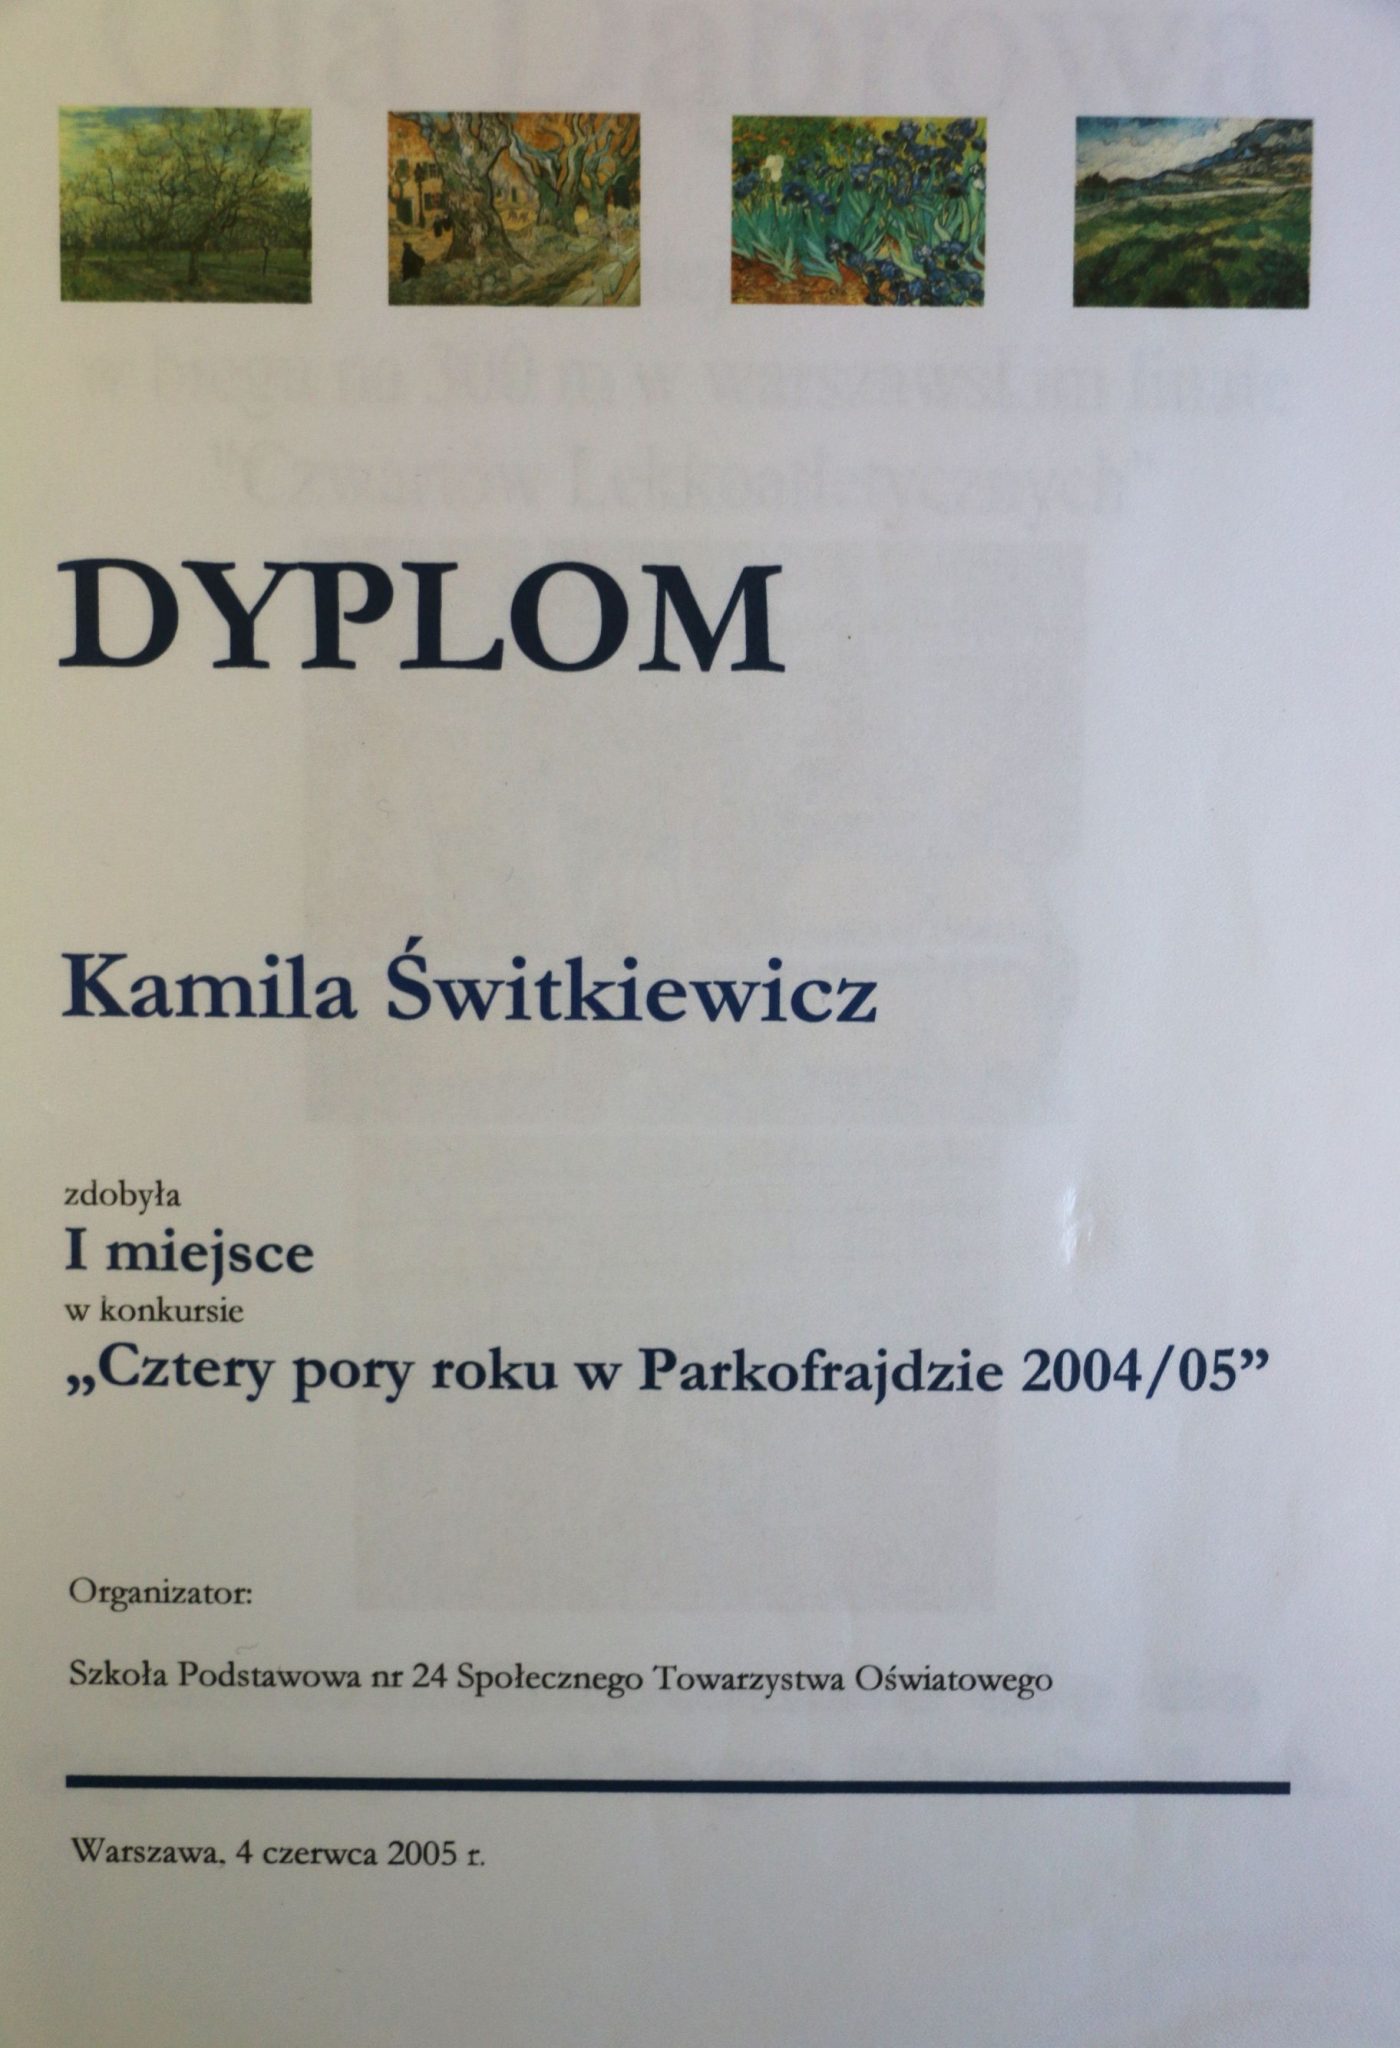 DYPLOM
Kamila Świtkiewicz
zdobyła
I miejsce
w konkursie
„Cztery pory roku w Parkofrajdzie 2004/05”
Organizator:
Szkoła Podstawowa nr 24 Społecznego Towarzystwa Oświatowego
Warszawa, 4 czerwca 2005 r.